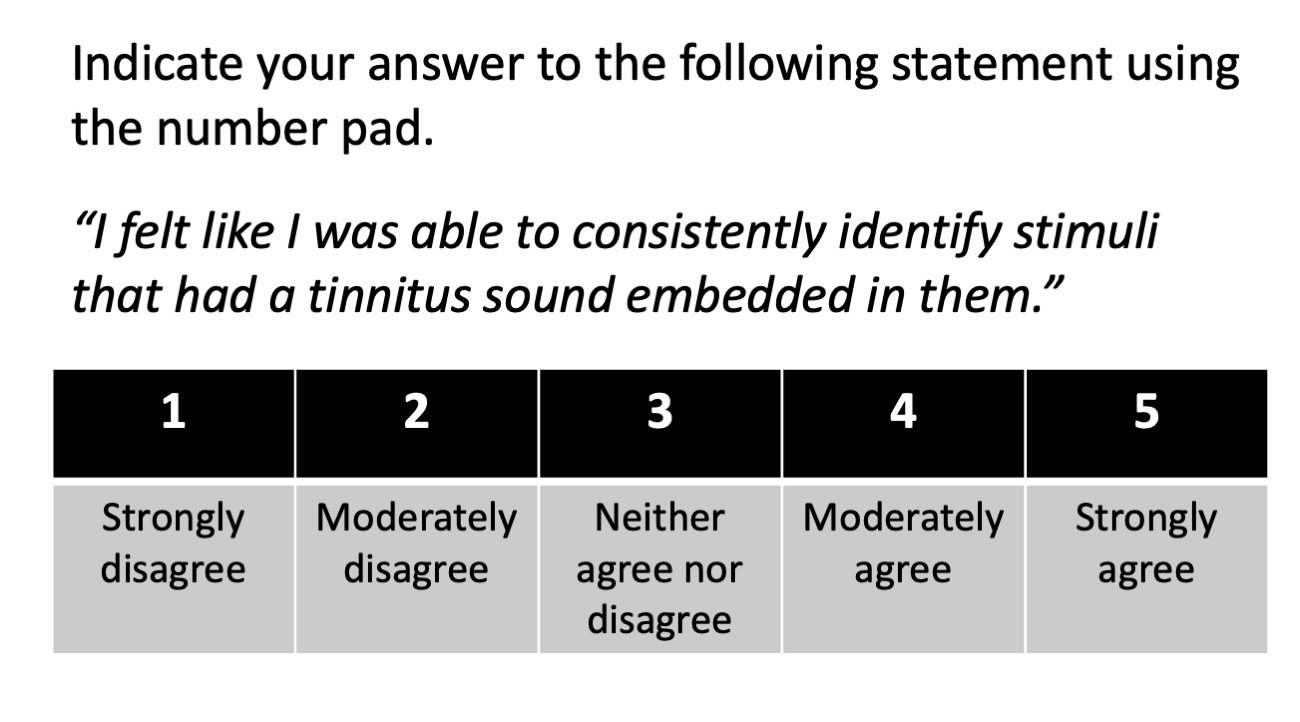 Indicate your answer to the following statement using
the number pad.
“I felt like I was able to consistently identify stimuli
that had a tinnitus sound embedded in them.”
1 2 3 4 5
Strongly disagree Moderately disagree Neither agree nor disagree Moderately agree Strongly agree